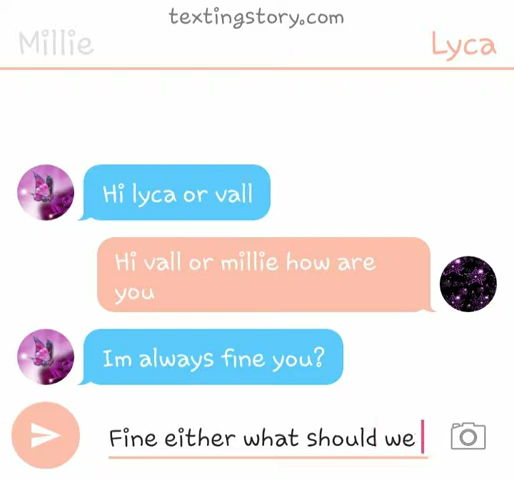 textingstory.com
Millie
Lyca
Hi lyca or vall
Hi vall or millie how are
you
Im always fine you?
Fine either what should we